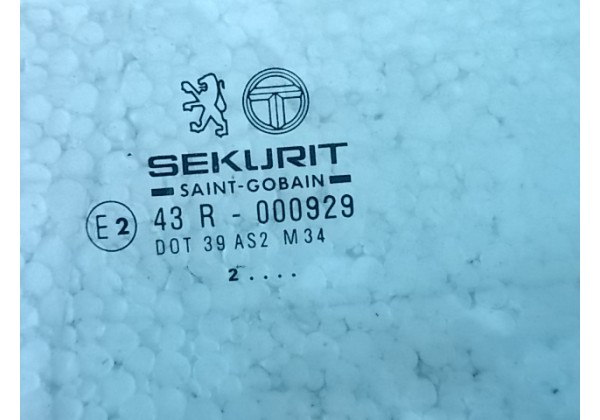 SEKURIT
SAINT-GOBAIN
E2 43 R - 000929
DOT 39 AS2 M34
2....